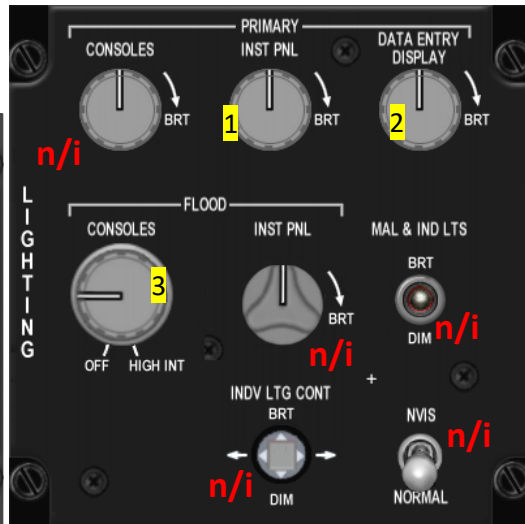 PRIMARY
CONSOLES
INST PNL
DATA ENTRY
DISPLAY
1
2
BRT
BRT
BRT
n/i
LIGHTING
FLOOD
CONSOLES
INST PNL
MAL & IND LTS
BRT
3
BRT
n/i
DIM
n/i
OFF
HIGH INT
+
INDV LTG CONT
BRT
NVIS
n/i
n/i
DIM
NORMAL